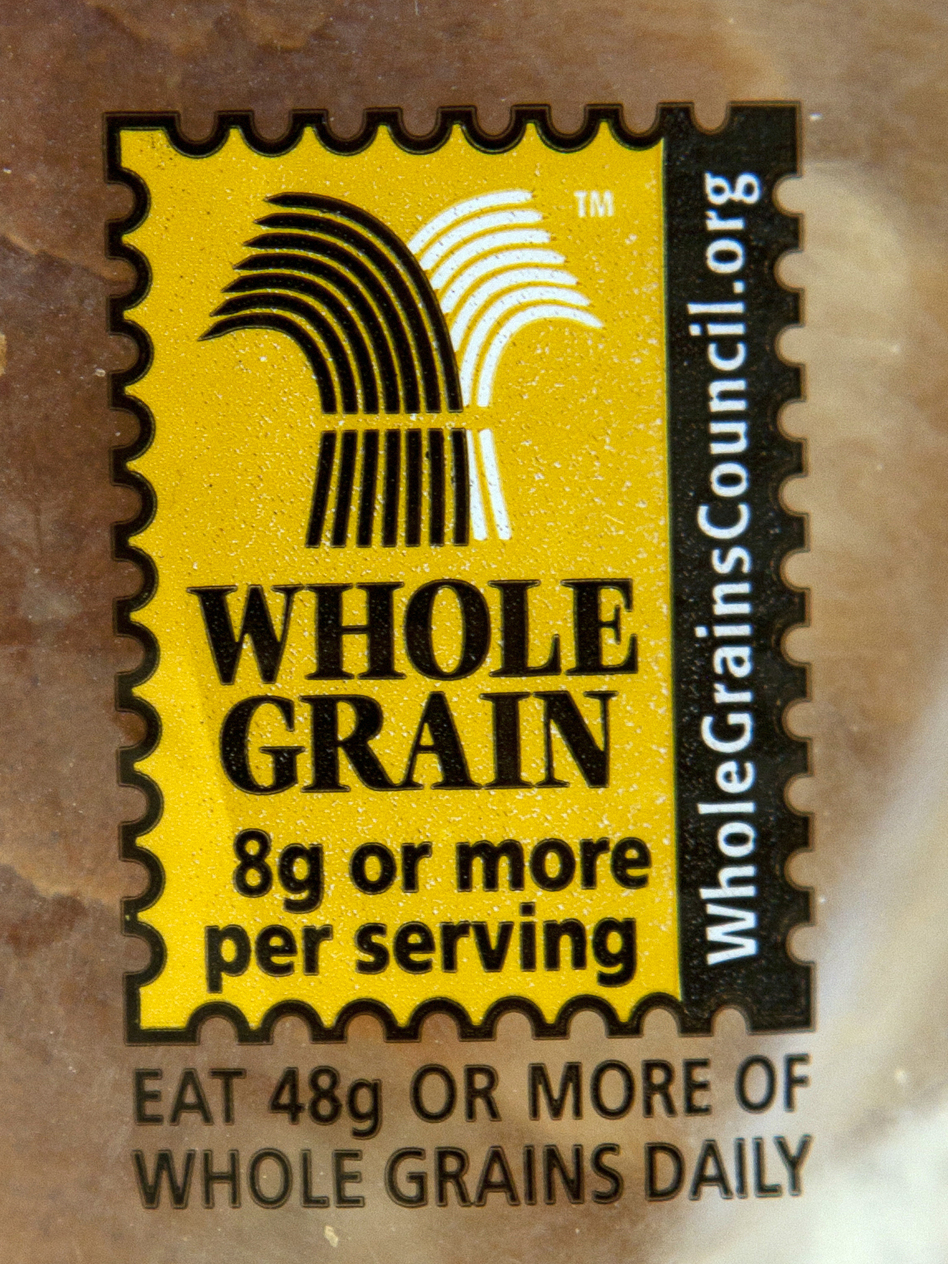 TM
WHOLE
GRAIN
8g or more
per serving
WholeGrainsCouncil.org
EAT 48g OR MORE OF
WHOLE GRAINS DAILY